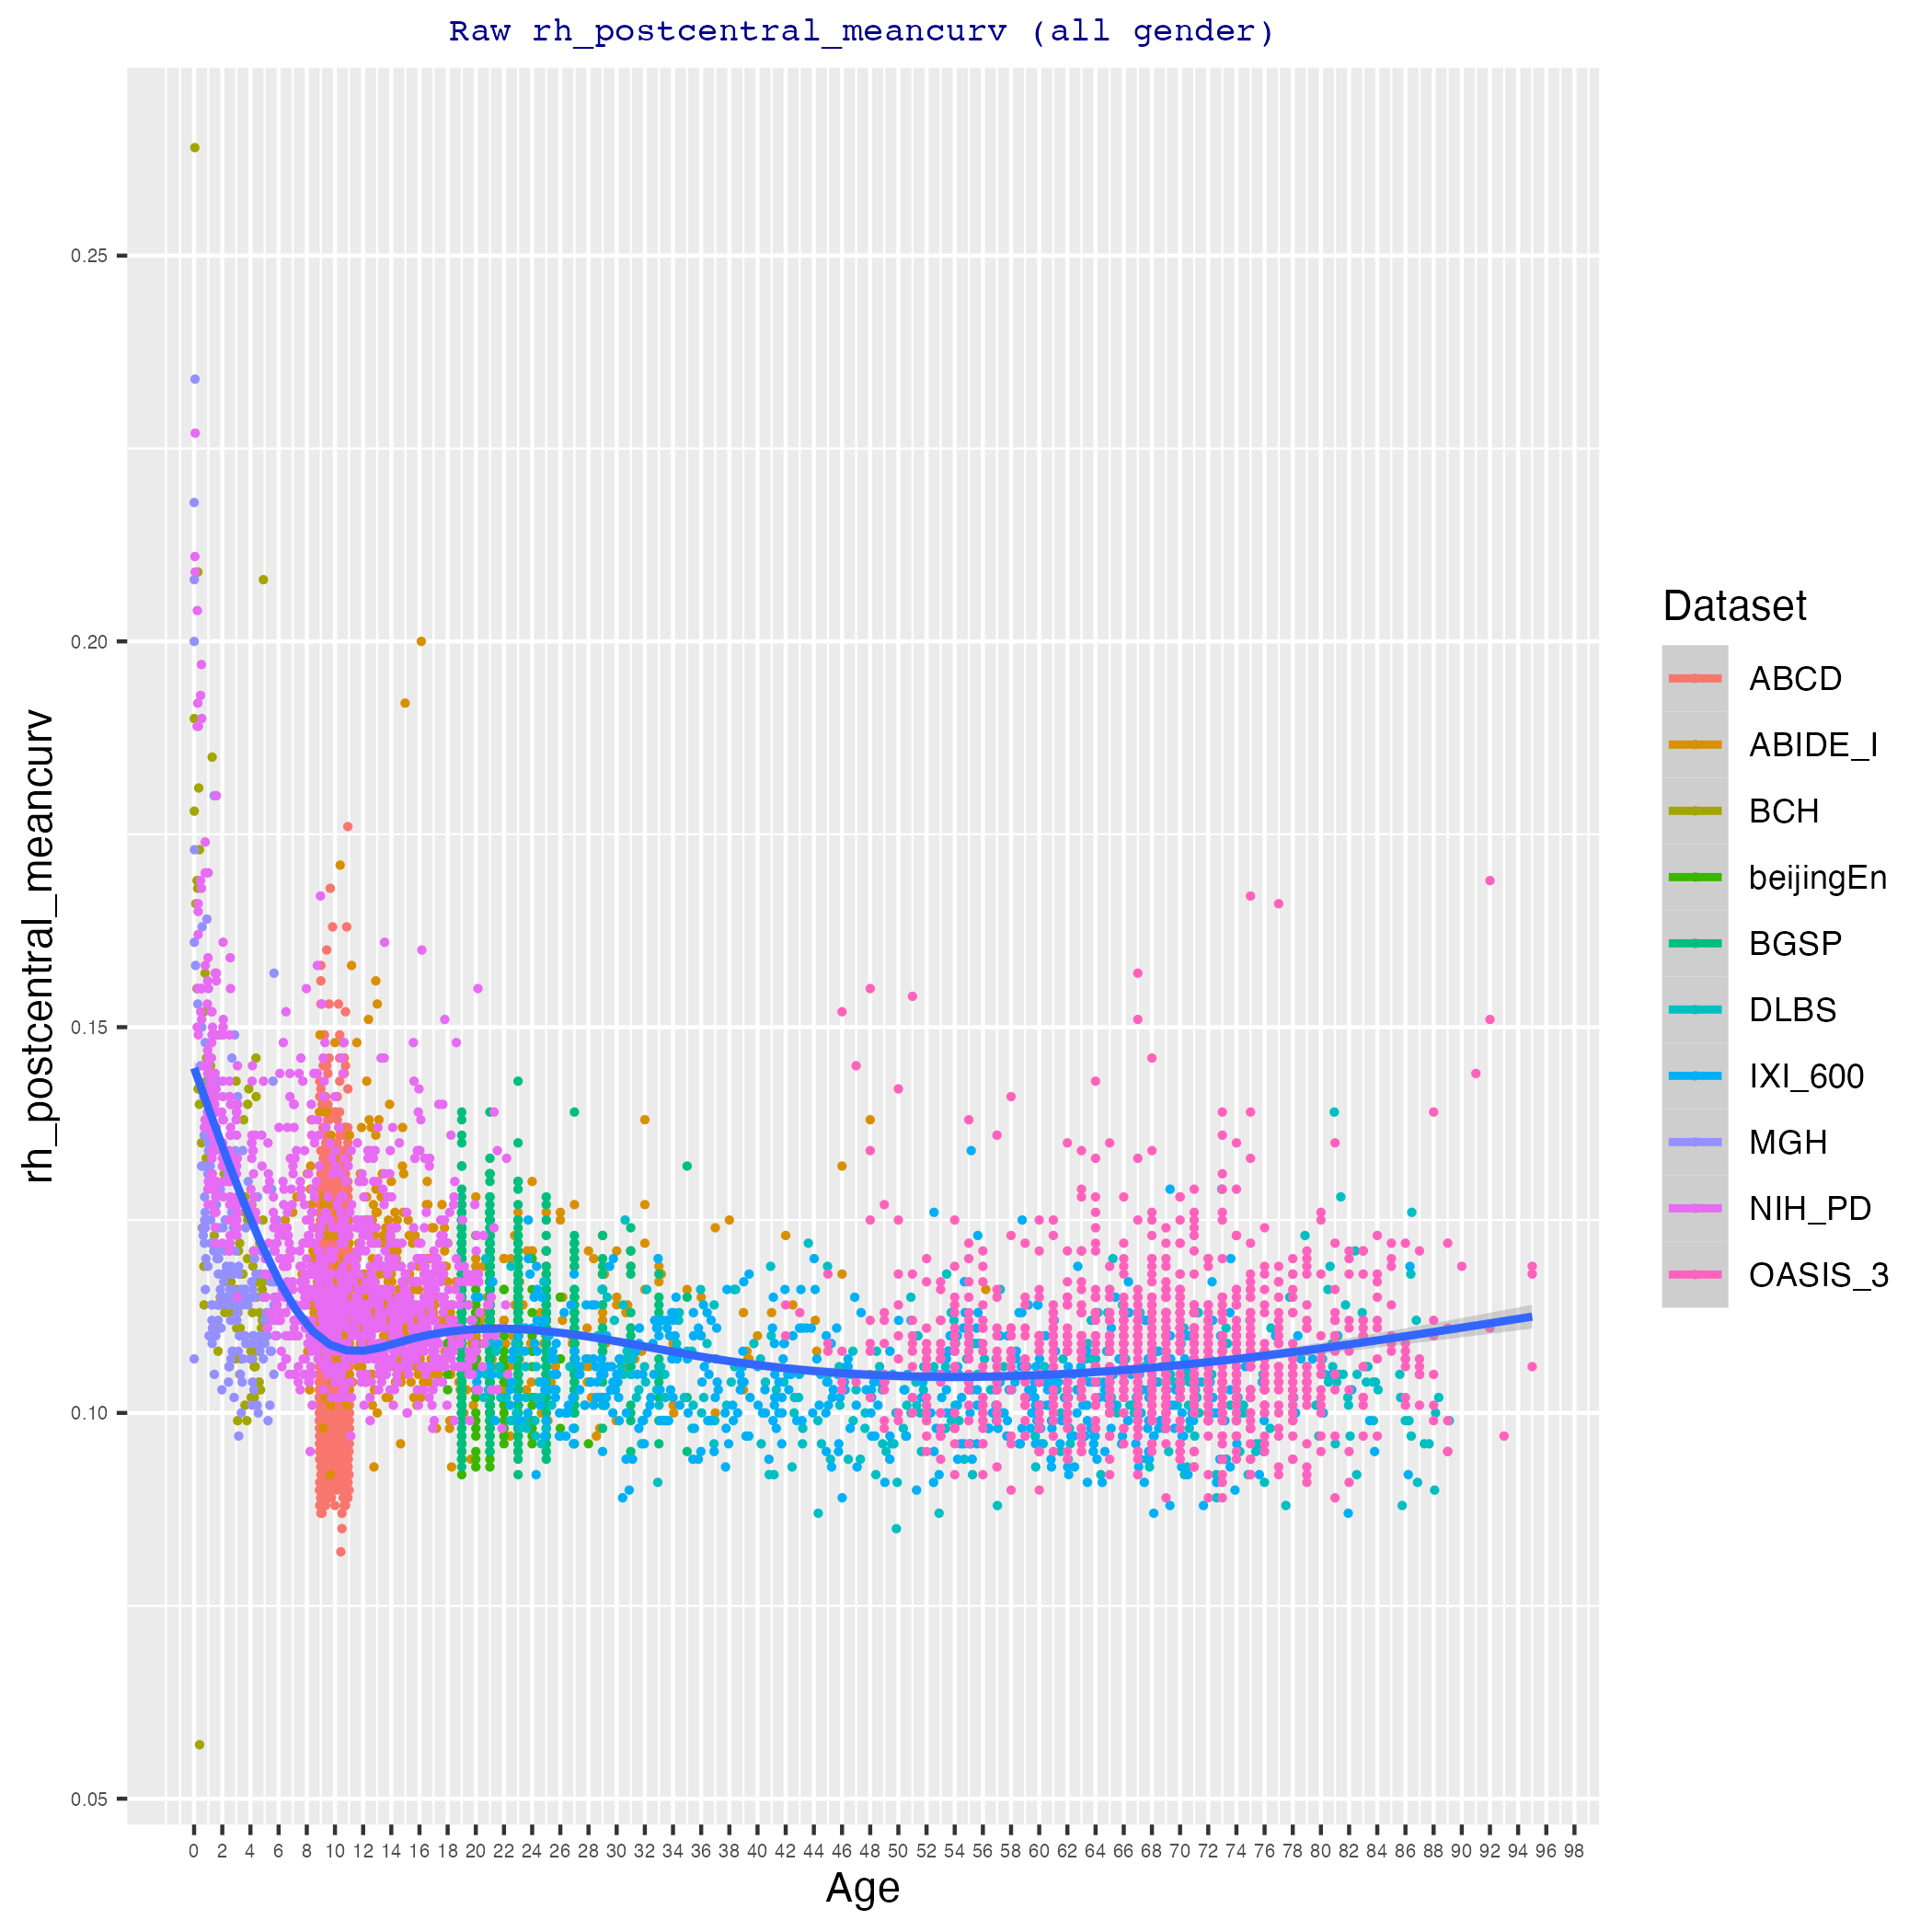 Raw rh_postcentral_meancurv (all gender)
rh_postcentral_meancurv
0.25
0.20
0.15
0.10
0.05
0 2 4 6 8 10 12 14 16 18 20 22 24 26 28 30 32 34 36 38 40 42 44 46 48 50 52 54 56 58 60 62 64 66 68 70 72 74 76 78 80 82 84 86 88 90 92 94 96 98
Age
Dataset
ABCD
ABIDE_I
BCH
beijingEn
BGSP
DLBS
IXI_600
MGH
NIH_PD
OASIS_3